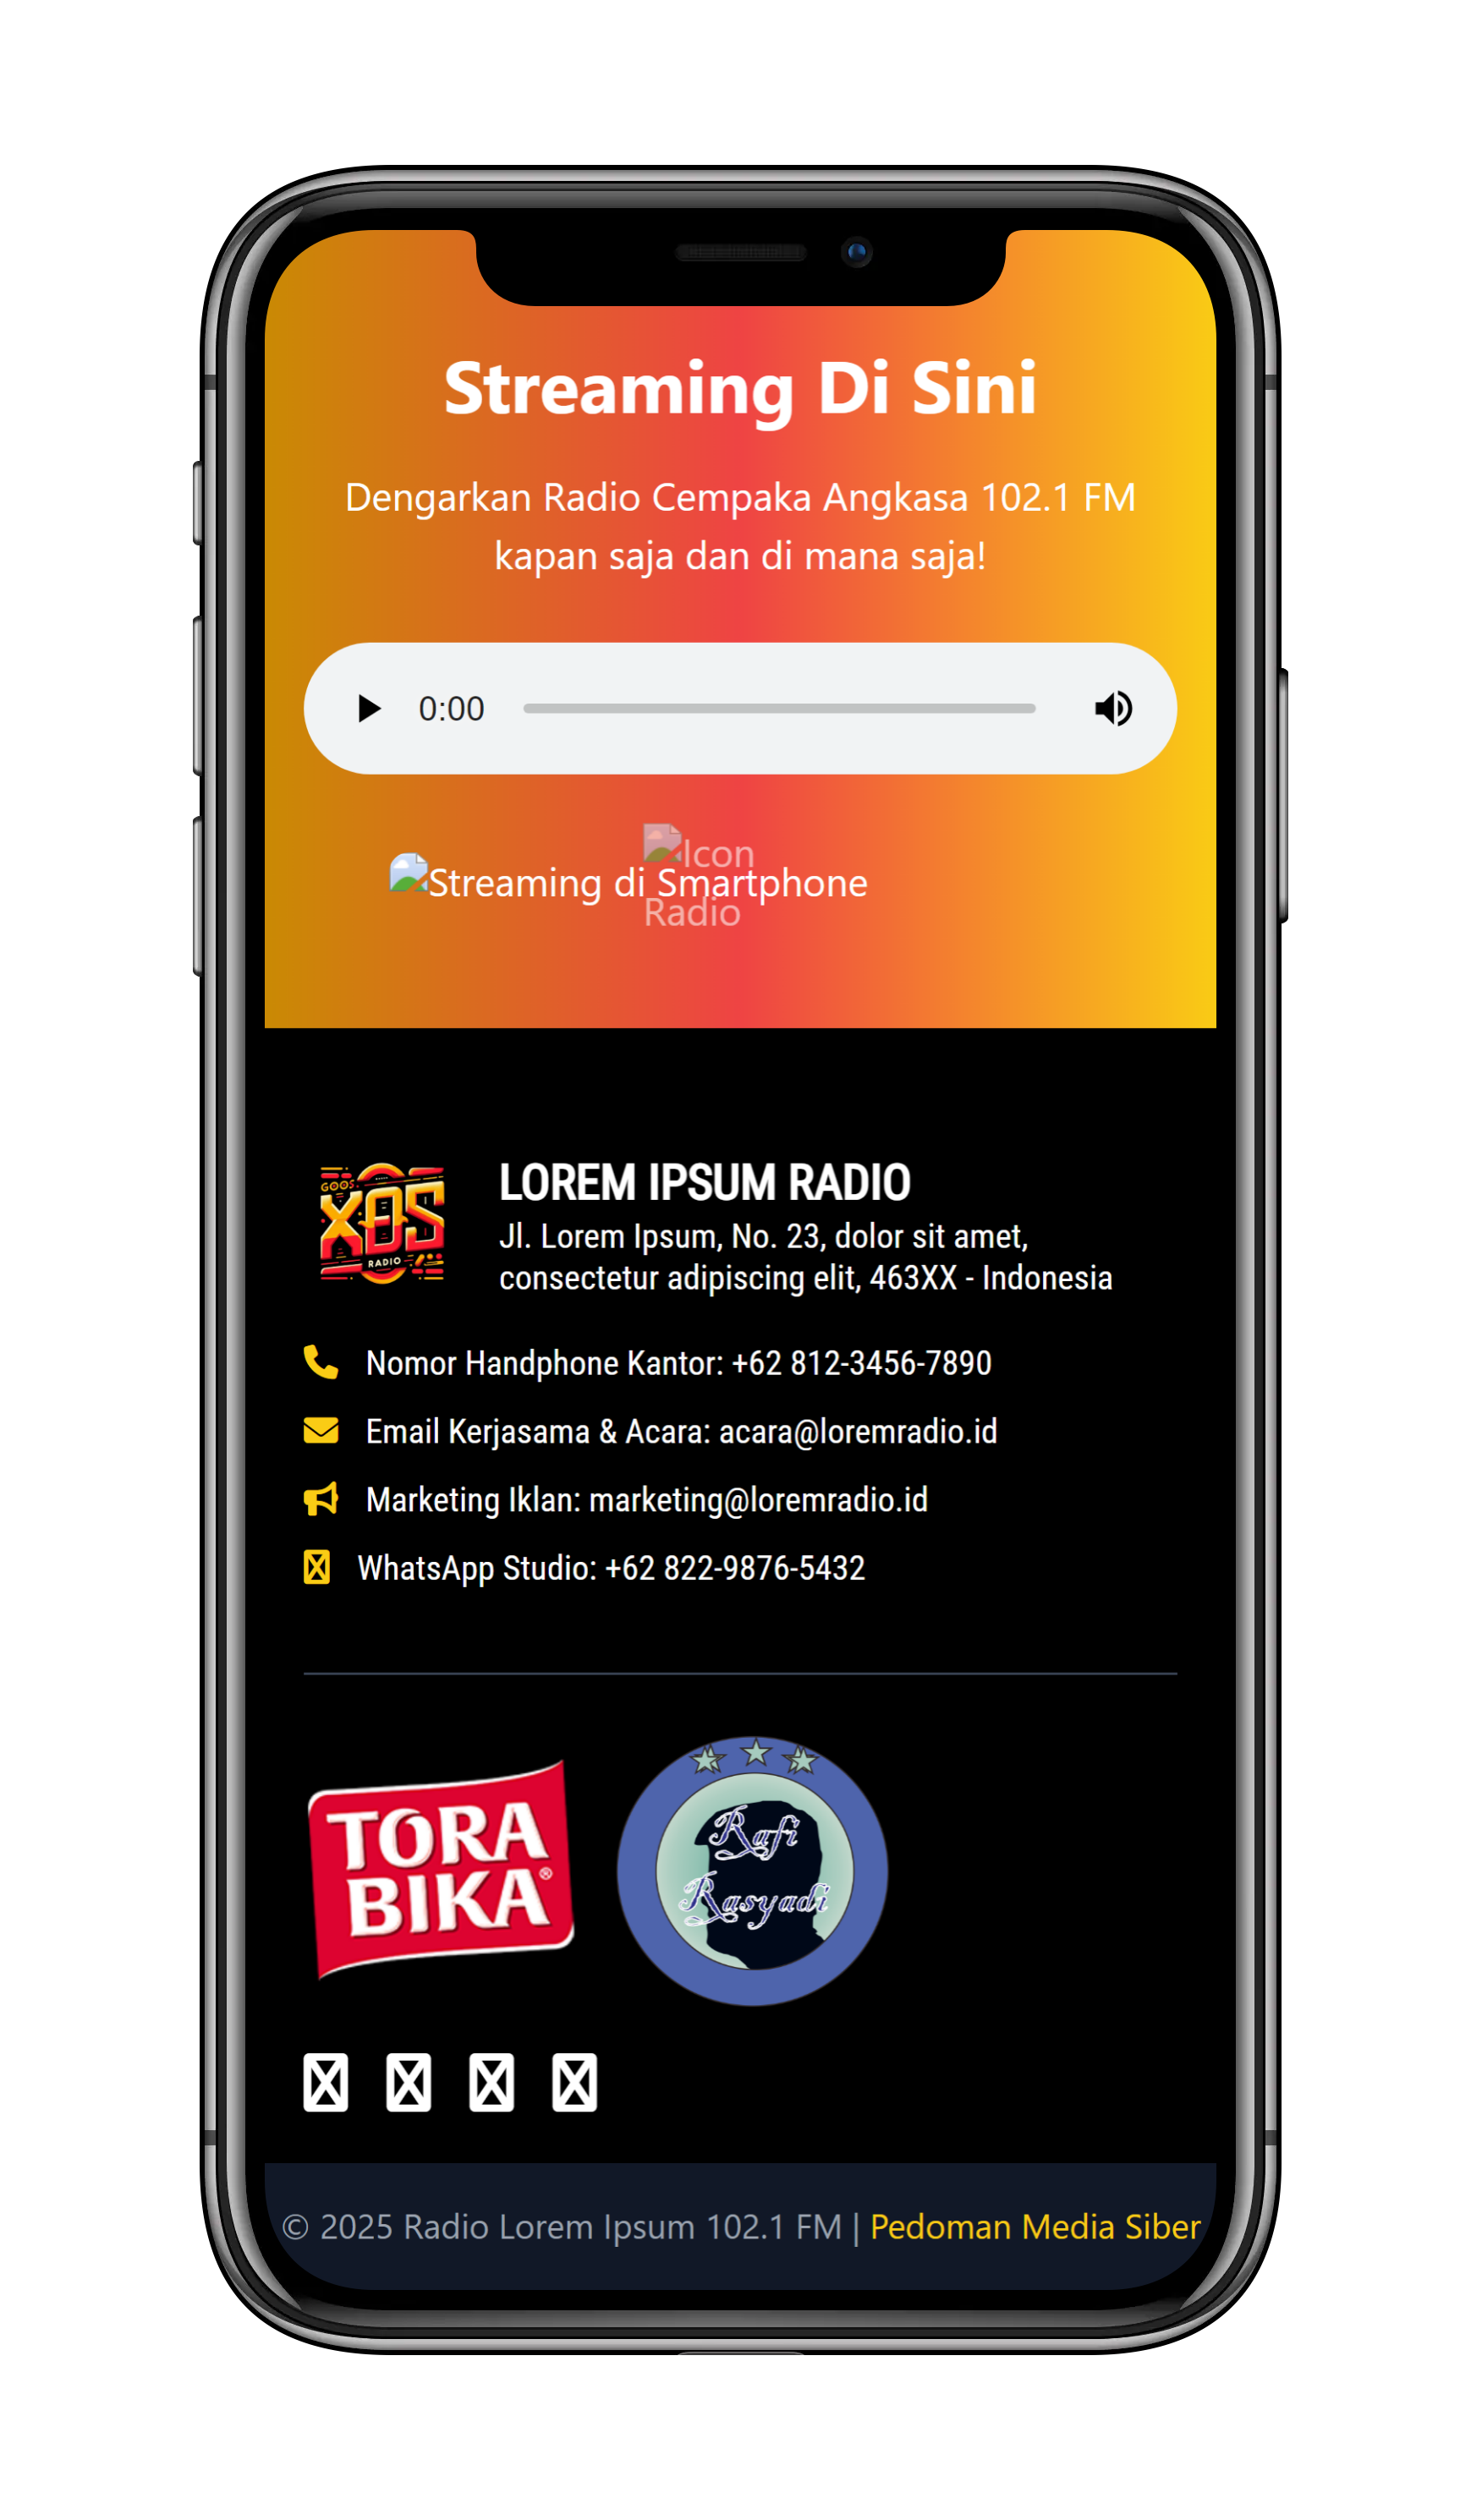 Streaming Di Sini
Dengarkan Radio Cempaka Angkasa 102.1 FM
kapan saja dan di mana saja!
0:00
Icon
Streaming di Smartphone
Radio
GOOS
XOS
RADIO
LOREM IPSUM RADIO
Jl. Lorem Ipsum, No. 23, dolor sit amet,
consectetur adipiscing elit, 463XX - Indonesia
Nomor Handphone Kantor: +62 812-3456-7890
Email Kerjasama & Acara: acara@loremradio.id
Marketing Iklan: marketing@loremradio.id
WhatsApp Studio: +62 822-9876-5432
TORA
BIKA®
Rafi
Rasyadi
© 2025 Radio Lorem Ipsum 102.1 FM | Pedoman Media Siber